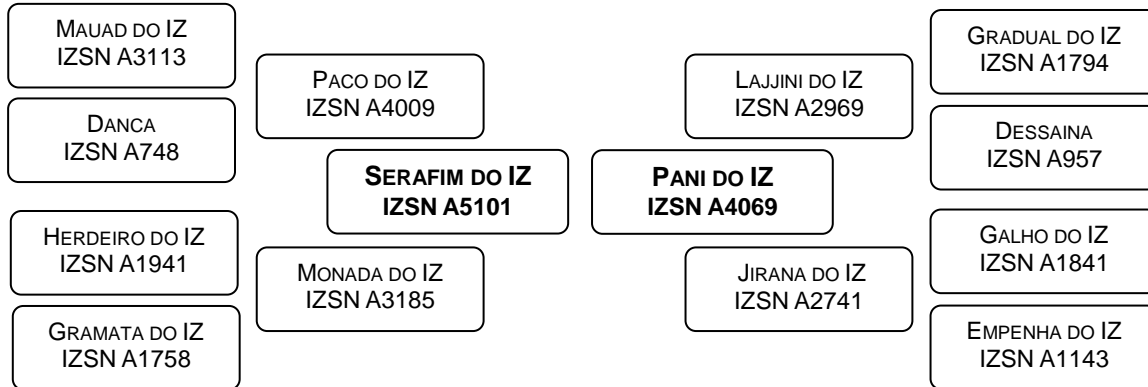 MAUAD DO IZ
IZSN A3113
DANCA
IZSN A748
PACO DO IZ
IZSN A4009
SERAFIM DO IZ
IZSN A5101
HERDEIRO DO IZ
IZSN A1941
GRAMATA DO IZ
IZSN A1758
MONADA DO IZ
IZSN A3185
LAJJINI DO IZ
IZSN A2969
GRADUAL DO IZ
IZSN A1794
DESSAINA
IZSN A957
PANI DO IZ
IZSN A4069
JIRANA DO IZ
IZSN A2741
GALHO DO IZ
IZSN A1841
EMPENHA DO IZ
IZSN A1143